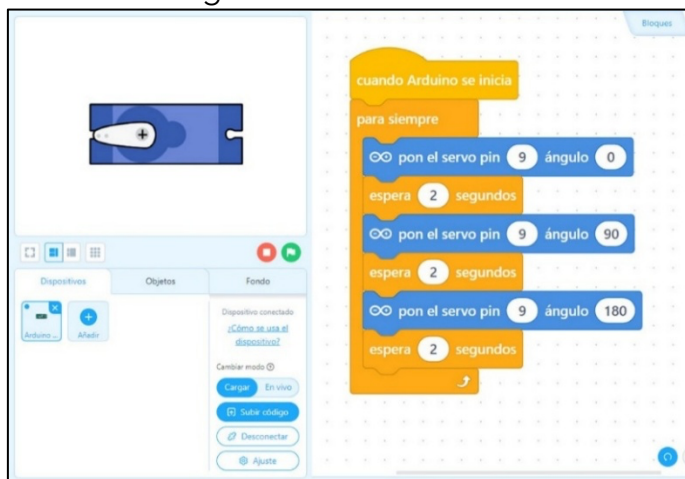 Bloques
cuando Arduino se inicia
para siempre
pon el servo pin 9 ángulo 0
espera 2 segundos
pon el servo pin 9 ángulo 90
espera 2 segundos
pon el servo pin 9 ángulo 180
espera 2 segundos
Dispositivos Objetos Fondo
Arduino ...
Añadir
Dispositivo conectado
¿Cómo se usa el
dispositivo?
Cambiar modo
Cargar En vivo
Subir código
Desconectar
Ajuste